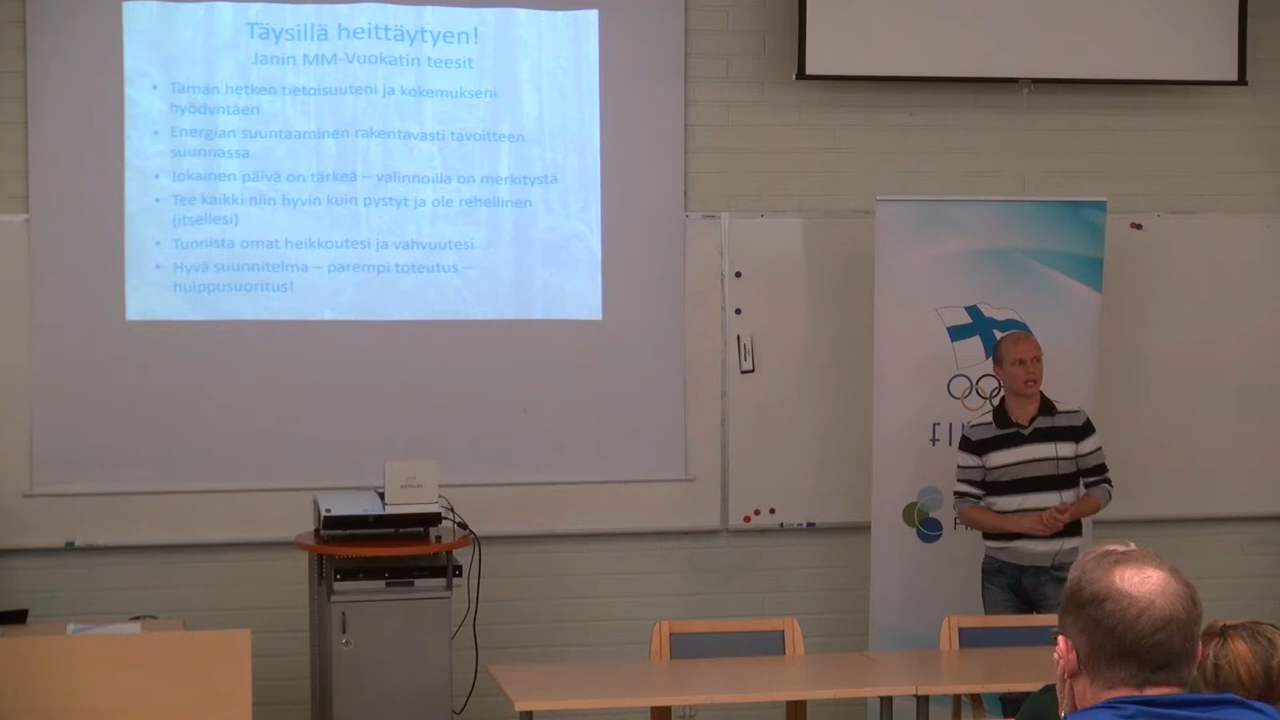 Täysillä heittäytyen!
Janin MM-Vuokatin teesit
• Tämän hetken tietoisuuteni ja kokemukseni
hyödyntäen
• Energian suuntaaminen rakentavasti tavoitteen
suunnassa
• Jokainen päivä on tärkeä – valinnoilla on merkitystä
• Tee kaikki niin hyvin kuin pystyt ja ole rehellinen
(itsellesi)
• Tunnista omat heikkoutesi ja vahvuutesi
• Hyvä suunnitelma – parempi toteutus –
huippusuoritus!